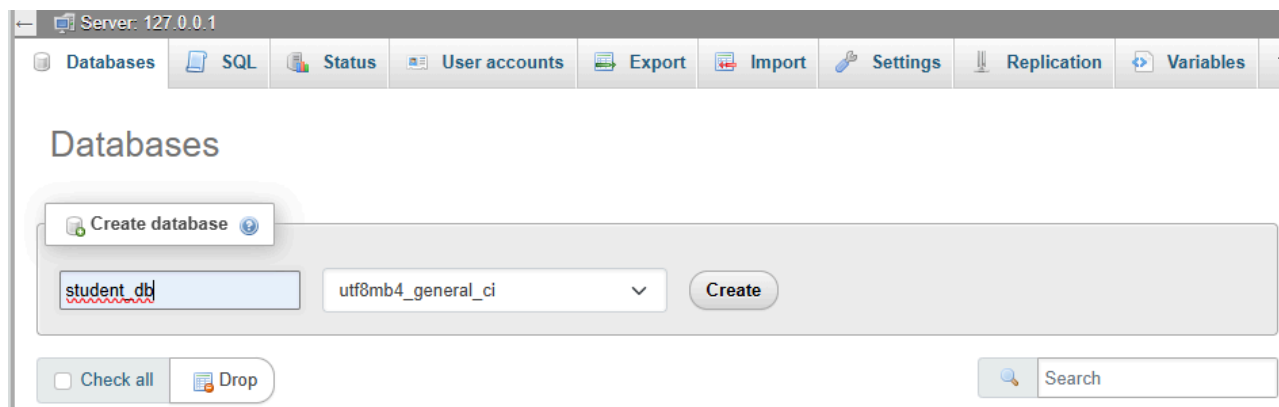 Server: 127.0.0.1
Databases SQL Status User accounts Export Import Settings Replication Variables
Databases
Create database
student_db utf8mb4_general_ci Create
Check all Drop Search